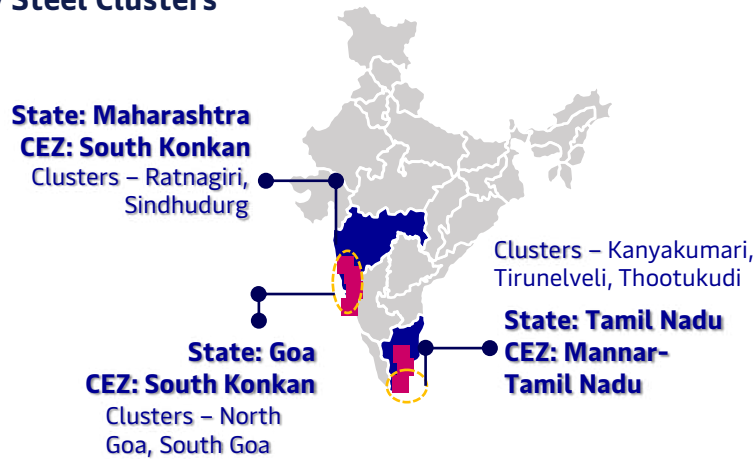 Steel Clusters
State: Maharashtra
CEZ: South Konkan
Clusters – Ratnagiri,
Sindhudurg
Clusters – Kanyakumari,
Tirunelveli, Thootukudi
State: Tamil Nadu
CEZ: Mannar-
Tamil Nadu
State: Goa
CEZ: South Konkan
Clusters – North
Goa, South Goa